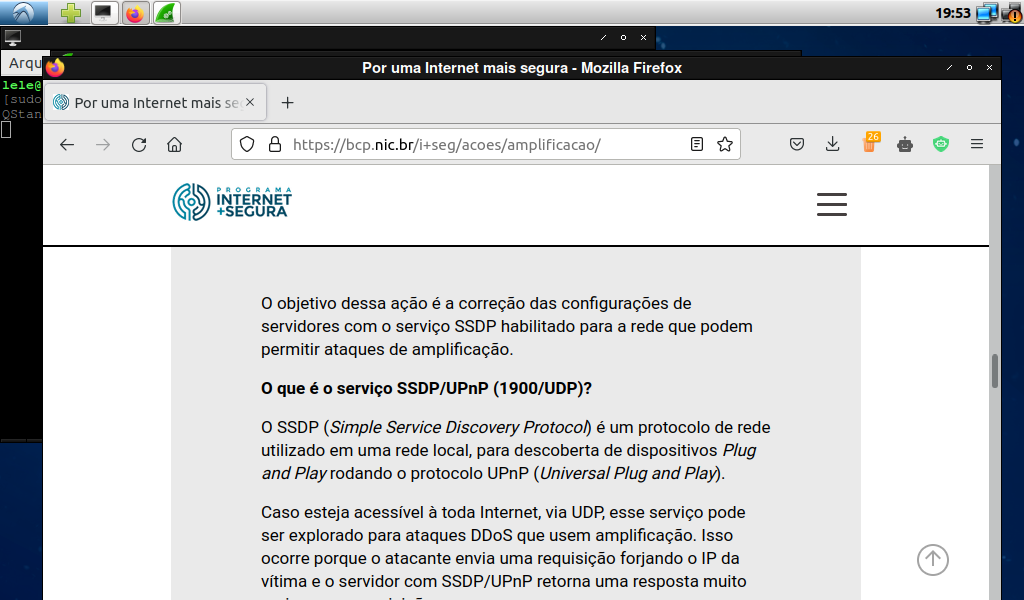 19:53
Arqu
lele@
[sudo
QStan
Por uma Internet mais segura - Mozilla Firefox
Por uma Internet mais se
https://bcp.nic.br/i+seg/acoes/amplificacao/
26
PROGRAMA
INTERNET
+SEGURA
O objetivo dessa ação é a correção das configurações de
servidores com o serviço SSDP habilitado para a rede que podem
permitir ataques de amplificação.
O que é o serviço SSDP/UPnP (1900/UDP)?
O SSDP (Simple Service Discovery Protocol) é um protocolo de rede
utilizado em uma rede local, para descoberta de dispositivos Plug
and Play rodando o protocolo UPnP (Universal Plug and Play).
Caso esteja acessível à toda Internet, via UDP, esse serviço pode
ser explorado para ataques DDoS que usem amplificação. Isso
ocorre porque o atacante envia uma requisição forjando o IP da
vítima e o servidor com SSDP/UPnP retorna uma resposta muito